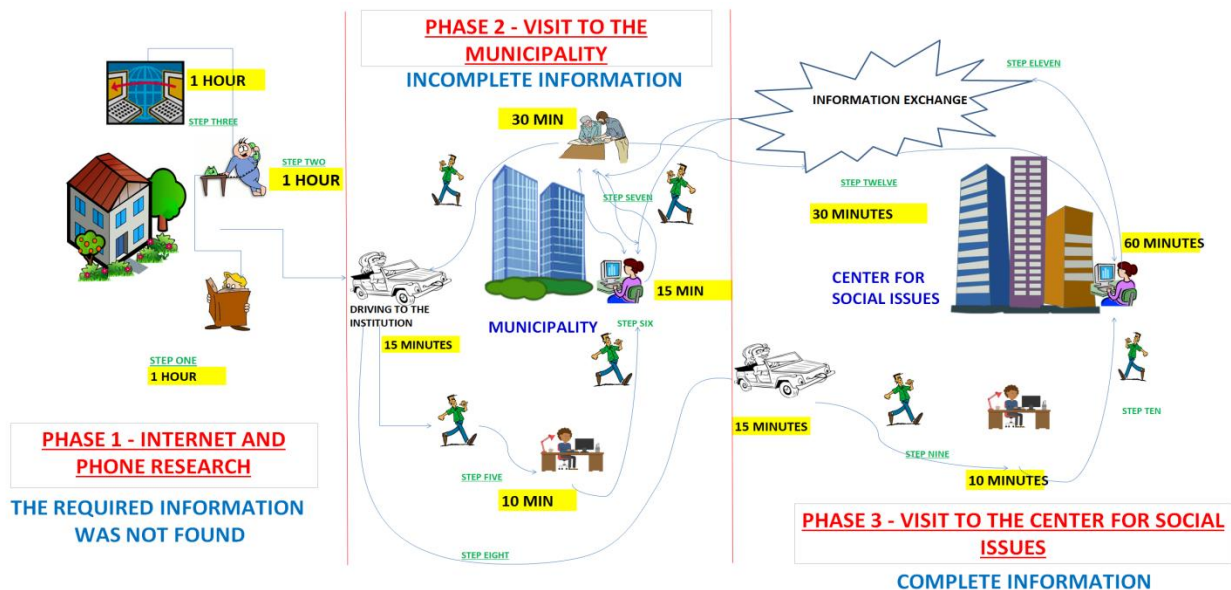 1 HOUR
STEP THREE
STEP TWO
1 HOUR
STEP ONE
1 HOUR
PHASE 1 - INTERNET AND
PHONE RESEARCH
THE REQUIRED INFORMATION
WAS NOT FOUND
PHASE 2 - VISIT TO THE
MUNICIPALITY
INCOMPLETE INFORMATION
30 MIN
STEP SEVEN
15 MIN
DRIVING TO THE
INSTITUTION
15 MINUTES
MUNICIPALITY
STEP SIX
STEP FIVE
10 MIN
STEP EIGHT
STEP ELEVEN
INFORMATION EXCHANGE
STEP TWELVE
30 MINUTES
60 MINUTES
CENTER FOR
SOCIAL ISSUES
15 MINUTES
STEP TEN
STEP NINE
10 MINUTES
PHASE 3 - VISIT TO THE CENTER FOR SOCIAL
ISSUES
COMPLETE INFORMATION